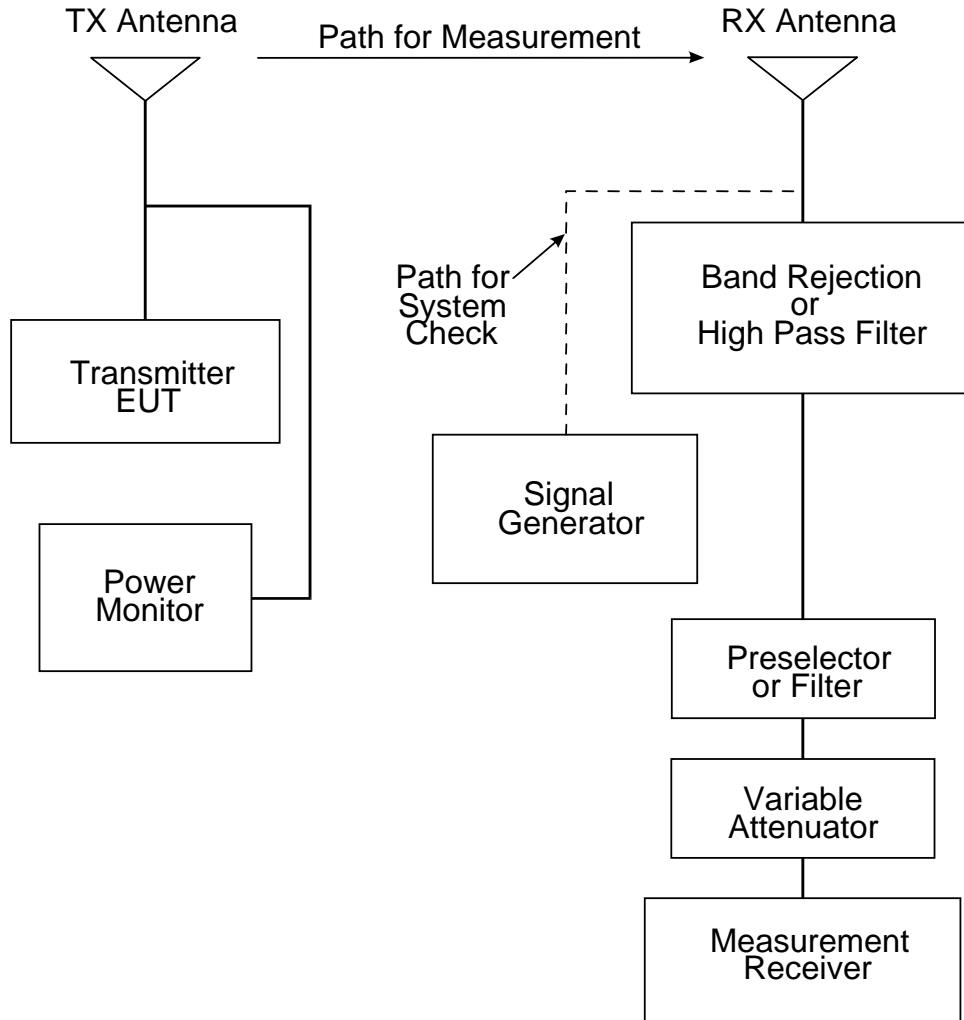 TX Antenna
Path for Measurement
RX Antenna
Path for
System
Check
Band Rejection
or
High Pass Filter
Transmitter
EUT
Signal
Generator
Power
Monitor
Preselector
or Filter
Variable
Attenuator
Measurement
Receiver